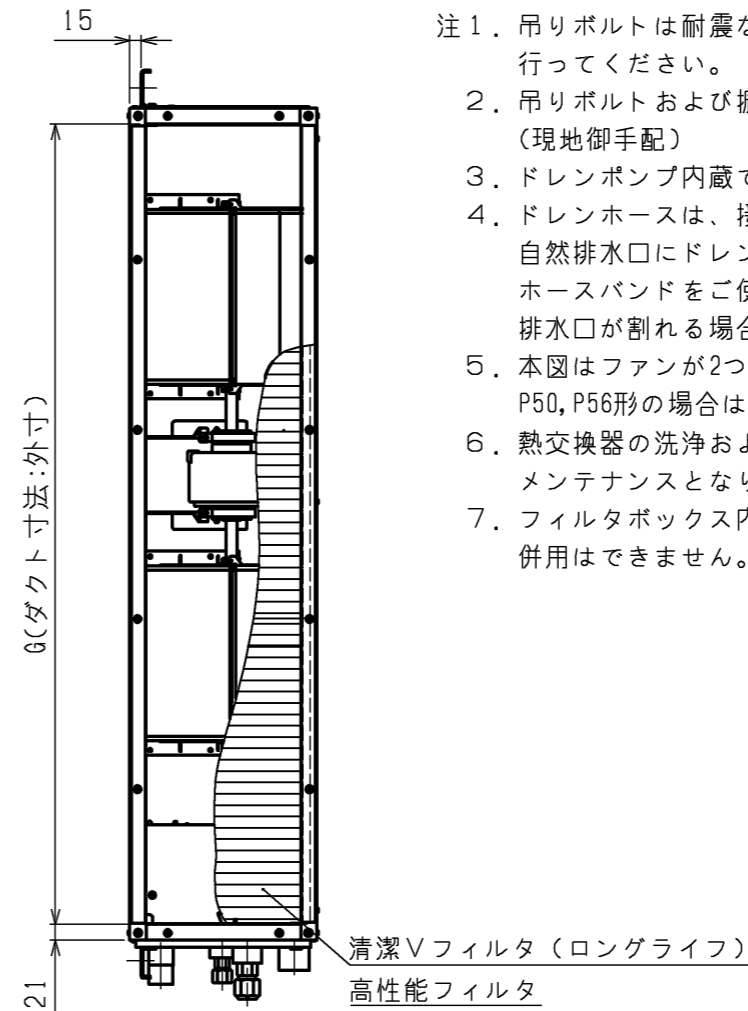 15
注1. 吊りボルトは耐震
行ってください。
2. 吊りボルトおよび
(現地御手配)
3. ドレンポンプ内蔵
4. ドレンホースは、
自然排水口にドレン
ホースバンドをご
排水口が割れる場
5. 本図はファンが2つ
P50,P56形の場合は
6. 熱交換器の洗浄およ
メンテナンスとな
7. フィルタボックス内
併用はできません。
G(ダクト寸法:外寸)
清潔Vフィルタ(ロングライフ)
高性能フィルタ
21